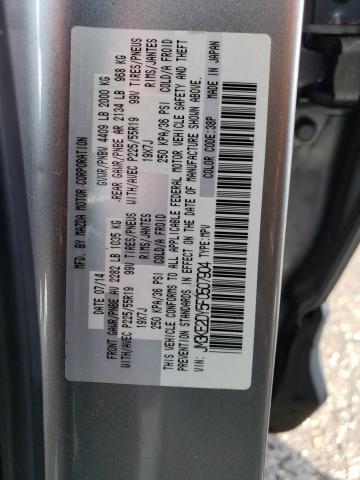 MFD. BY MAZDA MOTOR CORPORATION
DATE 07/14 GVWR/PNBV 4409 LB 2000 KG
FRONT GAWR/PNBE AV 2282 LB 1035 KG REAR GAWR/PNBE AR 2134 LB 968 KG
WITH/AVEC P225/55R19 99V TIRES/PNEUS WITH/AVEC P225/55R19 99V TIRES/PNEUS
19X7J RIMS/JANTES 19X7J RIMS/JANTES
250 KPA/36 PSI COLD/A FROID 250 KPA/36 PSI COLD/A FROID
THIS VEHICLE CONFORMS TO ALL APPLICABLE FEDERAL MOTOR VEHICLE SAFETY AND THEFT
PREVENTION STANDARDS IN EFFECT ON THE DATE OF MANUFACTURE SHOWN ABOVE.
VIN: JM3KE2DY5F0507904 TYPE: MPV COLOR CODE: 38P MADE IN JAPAN